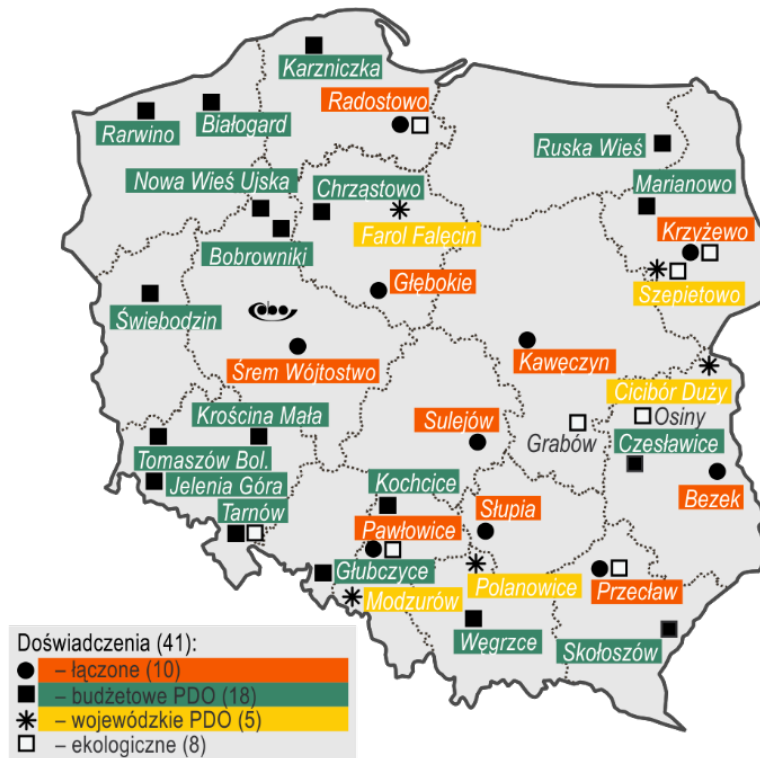 Karzniczka
Radostowo
Rarwino
Białogard
Ruska Wieś
Nowa Wieś Ujska
Chrząstowo
Marianowo
Farol Falęcin
Krzyżewo
Bobrowniki
Szepietowo
Głębokie
Świebodzin
Śrem Wójtostwo
Kawęczyn
Cicibór Duży
Krościna Mała
Sulejów
Grabów
Osiny
Czesławice
Tomaszów Bol.
Jelenia Góra
Kochcice
Bezek
Tarnów
Słupia
Pawłowice
Głubczyce
Modzurów
Polanowice
Przecław
Węgrzce
Skołoszów
Doświadczenia (41):
– łączone (10)
– budżetowe PDO (18)
– wojewódzkie PDO (5)
– ekologiczne (8)